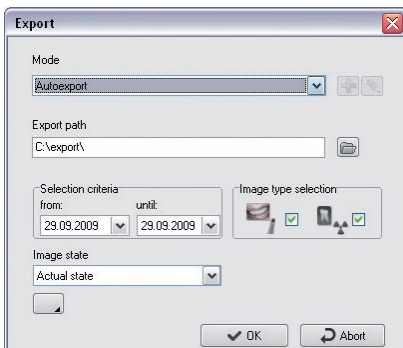 Export
Mode
Autoexport
Export path
C:\export\
Selection criteria
from: until:
29.09.2009 29.09.2009
Image type selection
Image state
Actual state
OK Abort